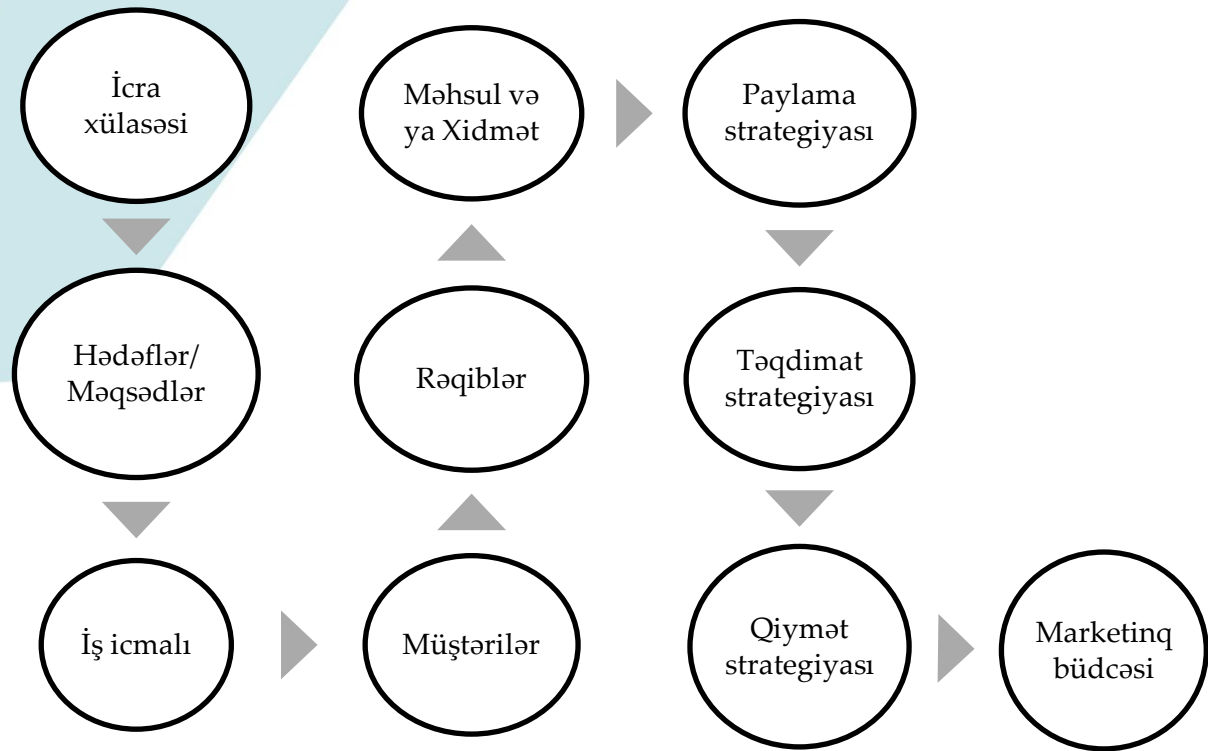 İcra
xülasəsi
Hədəflər/
Məqsədlər
İş icmalı
Müştərilər
Rəqiblər
Məhsul və
ya Xidmət
Paylama
strategiyası
Təqdimat
strategiyası
Qiymət
strategiyası
Marketinq
büdcəsi